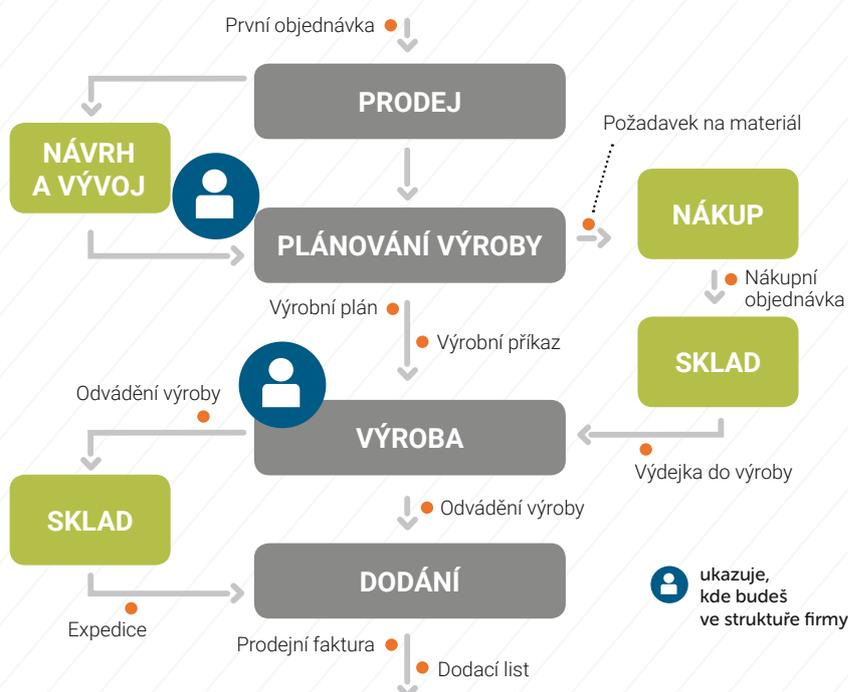 První objednávka
PRODEJ
Požadavek na materiál
NÁVRH
A VÝVOJ
PLÁNOVÁNÍ VÝROBY
NÁKUP
Nákupní
objednávka
Výrobní plán
Výrobní příkaz
SKLAD
Odvádění výroby
VÝROBA
Výdejka do výroby
SKLAD
Odvádění výroby
DODÁNÍ
ukazuje,
kde budeš
ve struktuře firmy
Expedice
Prodejní faktura
Dodací list